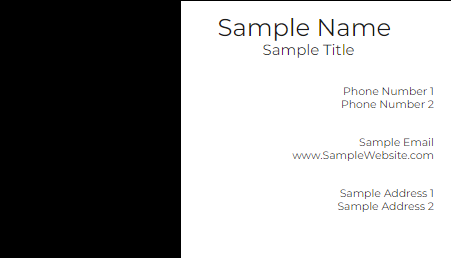 Sample Name
Sample Title
Phone Number 1
Phone Number 2
Sample Email
www.SampleWebsite.com
Sample Address 1
Sample Address 2